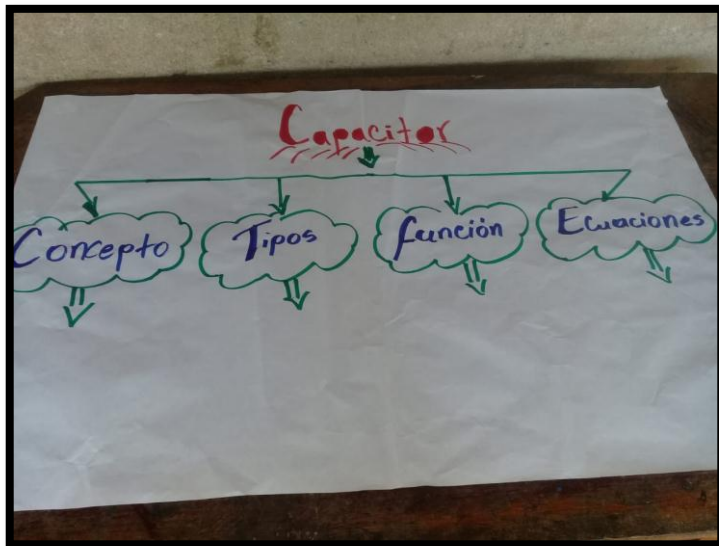 Capacitor
Concepto
Tipos
función
Ecuaciones